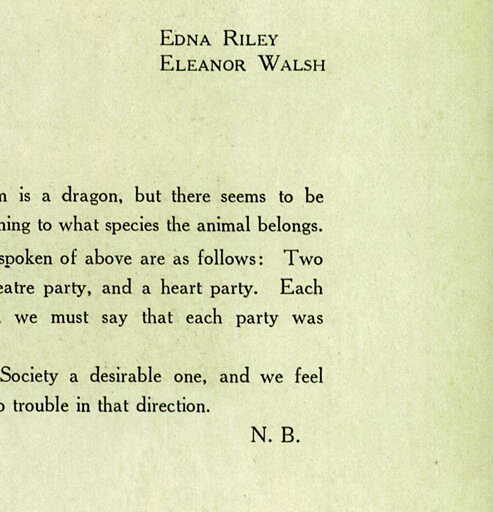 Edna Riley
Eleanor Walsh
is a dragon, but there seems to be
to what species the animal belongs.
spoken of above are as follows: Two
party, and a heart party. Each
we must say that each party was
Society a desirable one, and we feel
trouble in that direction.
N. B.